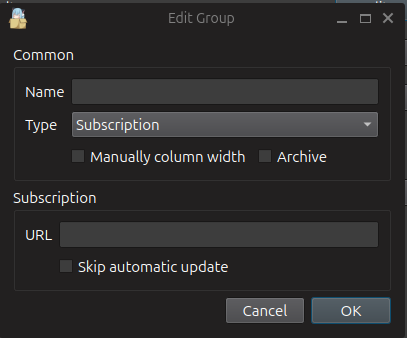 Edit Group
Common
Name
Type Subscription
Manually column width Archive
Subscription
URL
Skip automatic update
Cancel OK